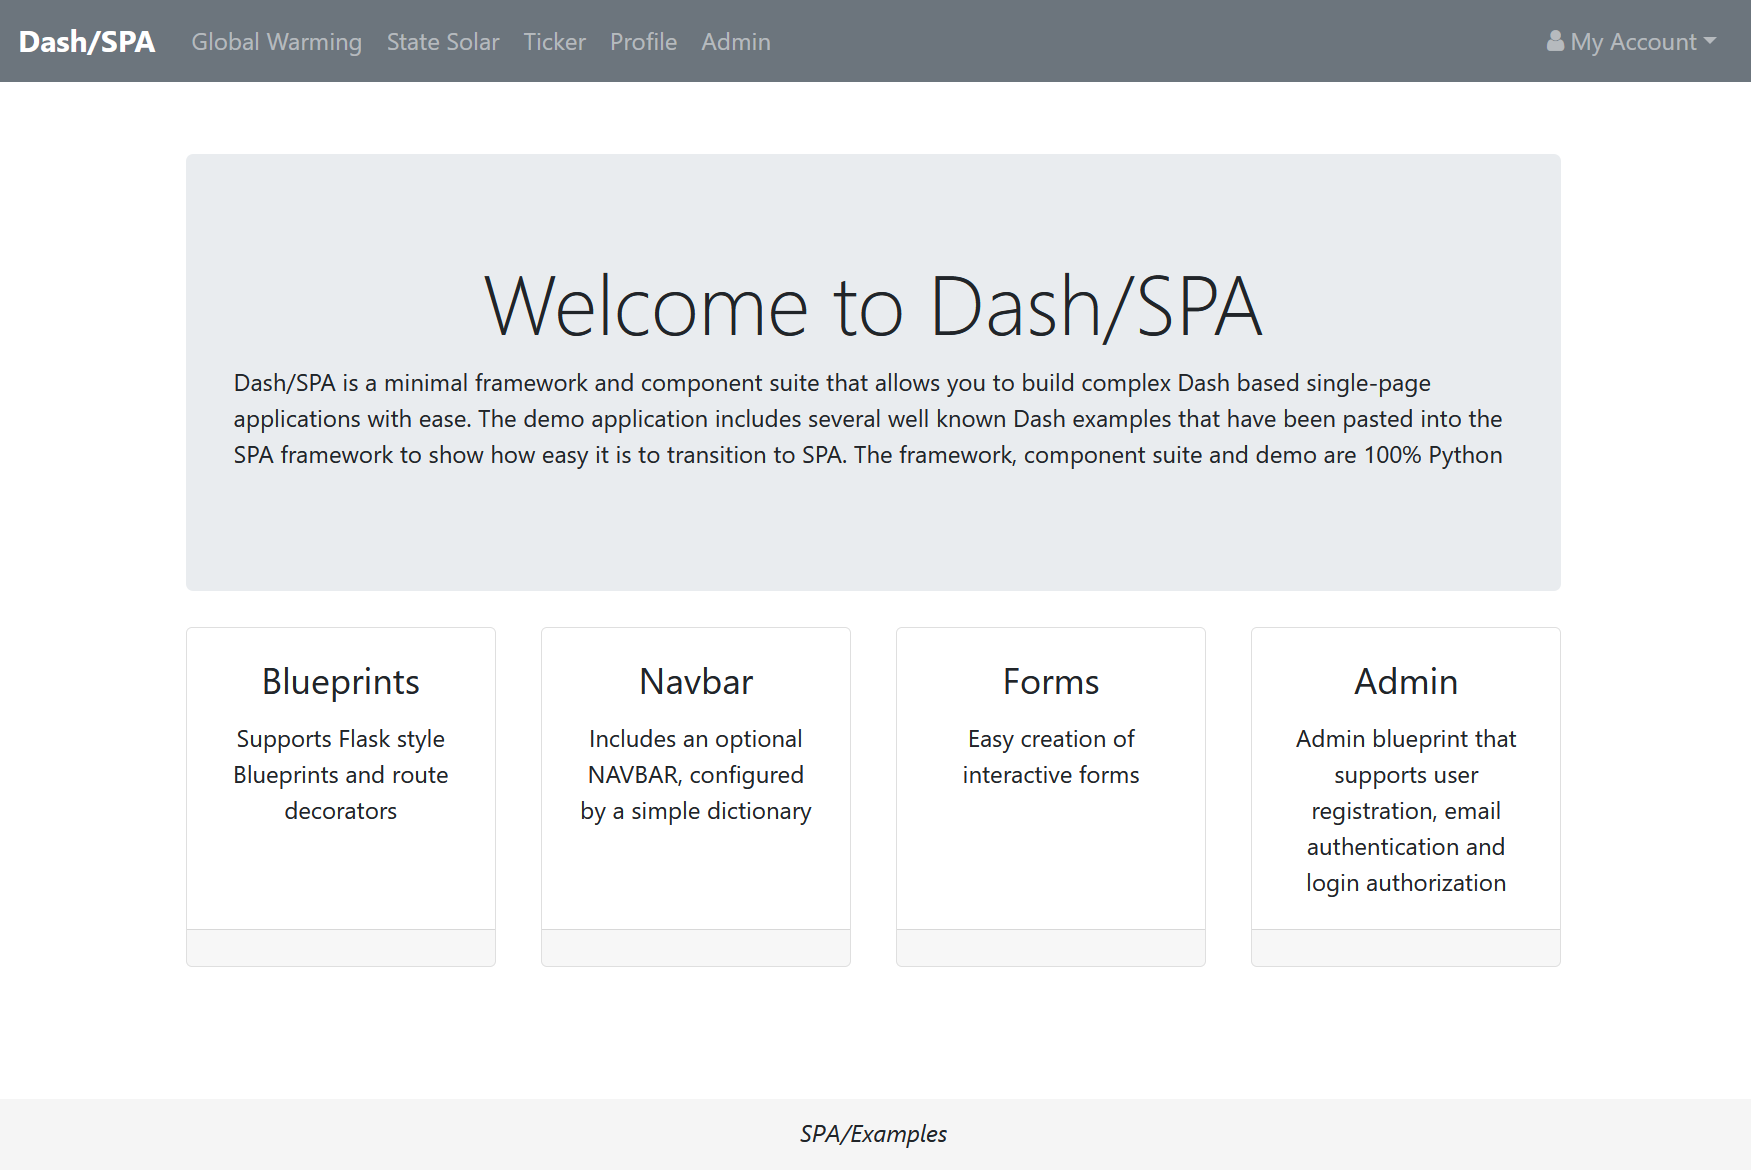 Dash/SPA Global Warming State Solar Ticker Profile Admin My Account
Welcome to Dash/SPA
Dash/SPA is a minimal framework and component suite that allows you to build complex Dash based single-page
applications with ease. The demo application includes several well known Dash examples that have been pasted into the
SPA framework to show how easy it is to transition to SPA. The framework, component suite and demo are 100% Python
Blueprints
Supports Flask style
Blueprints and route
decorators
Navbar
Includes an optional
NAVBAR, configured
by a simple dictionary
Forms
Easy creation of
interactive forms
Admin
Admin blueprint that
supports user
registration, email
authentication and
login authorization
SPA/Examples